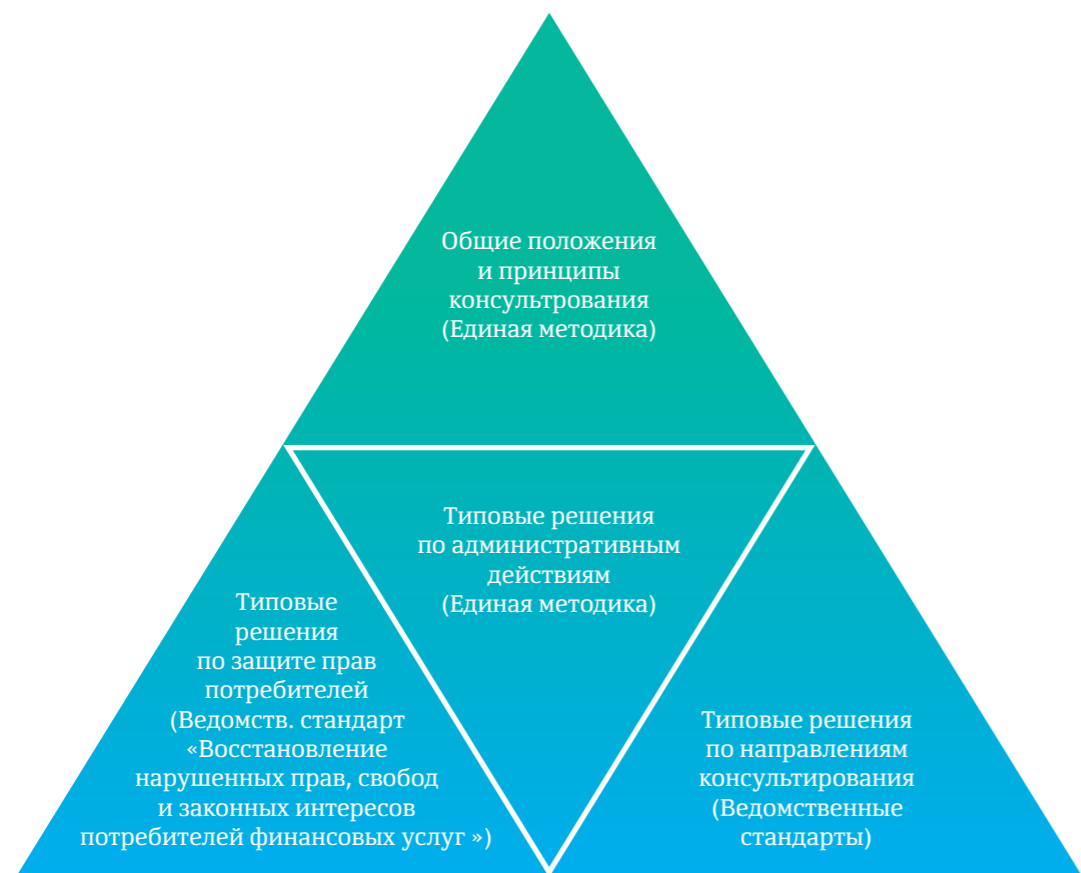 Общие положения
и принципы
консультрования
(Единая методика)
Типовые решения
по административным
действиям
(Единая методика)
Типовые
решения
по защите прав
потребителей
(Ведомств. стандарт
«Восстановление
нарушенных прав, свобод
и законных интересов
потребителей финансовых услуг »)
Типовые решения
по направлениям
консультирования
(Ведомственные
стандарты)